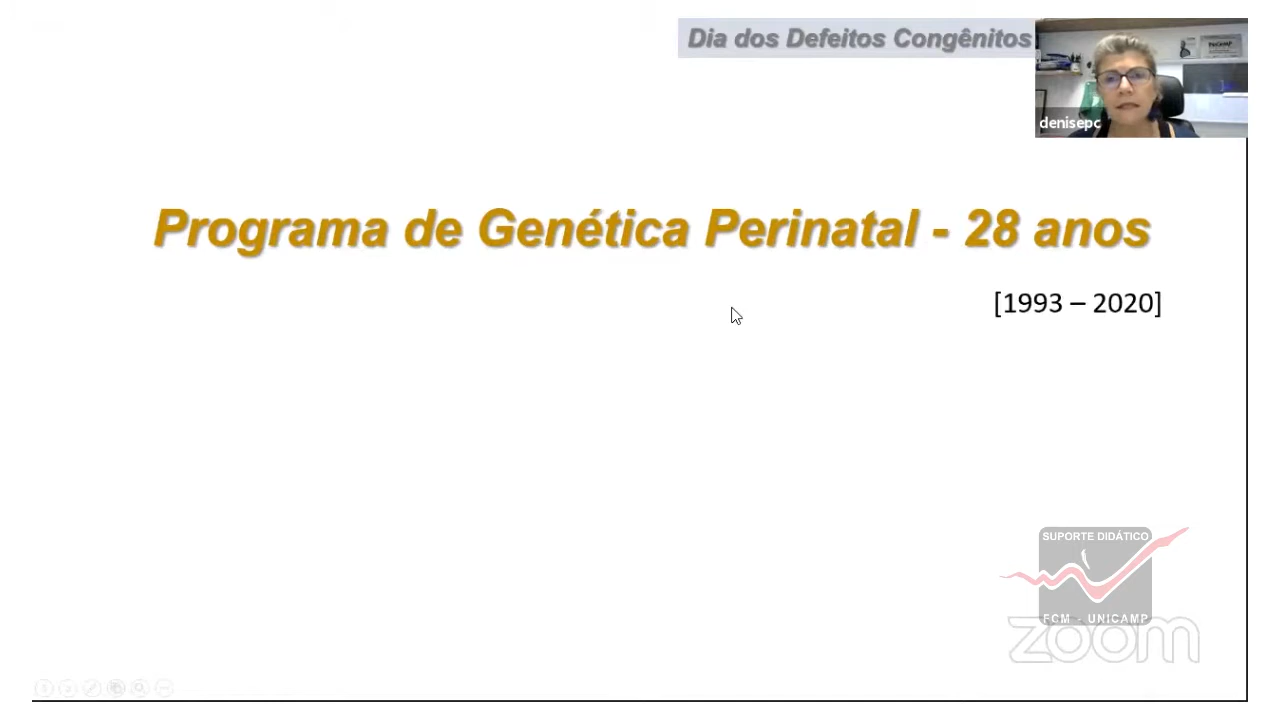 Dia dos Defeitos Congênitos
denisepc
Programa de Genética Perinatal - 28 anos
[1993 – 2020]
SUPORTE DIDÁTICO
FCM - UNICAMP
zoom